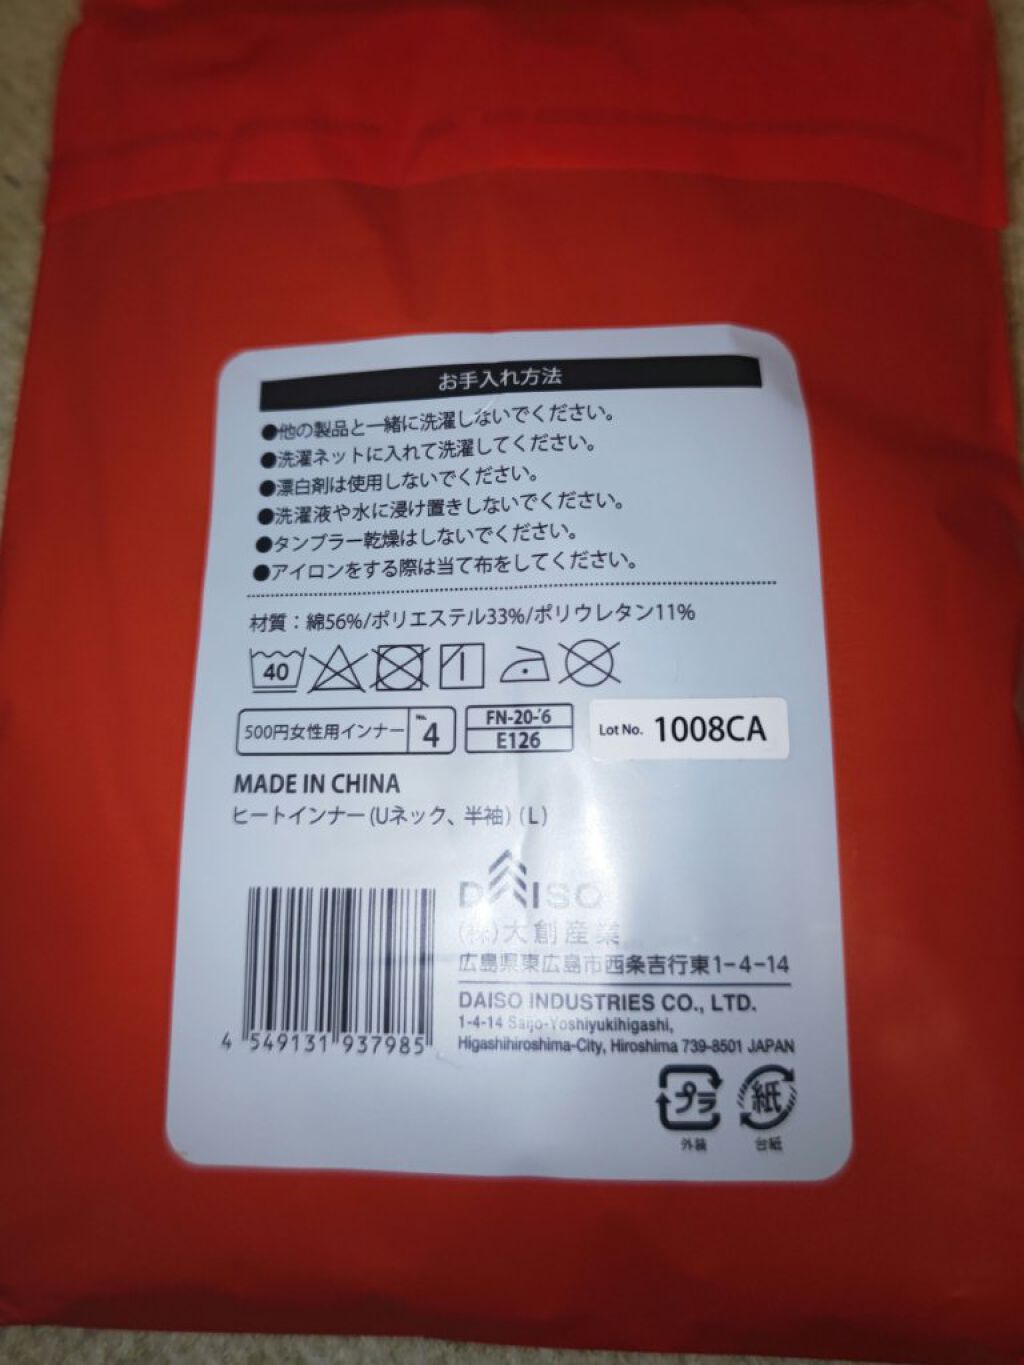 お手入れ方法
●他の製品と一緒に洗濯しないでください。
●洗濯ネットに入れて洗濯してください。
●漂白剤は使用しないでください。
●洗濯液や水に浸け置きしないでください。
●タンブラー乾燥はしないでください。
●アイロンをする際は当て布をしてください。
材質：綿56%/ポリエステル33%/ポリウレタン11%
40
500円女性用インナー No. 4
FN-20-'6
E126
Lot No. 1008CA
MADE IN CHINA
ヒートインナー(Uネック、半袖)(L)
DAISO
(株)大創産業
広島県東広島市西条吉行東1-4-14
DAISO INDUSTRIES CO., LTD.
1-4-14 Saijo-Yoshiyukihigashi,
Higashihiroshima-City, Hiroshima 739-8501 JAPAN
4 549131 937985
プラ 紙
外装 台紙